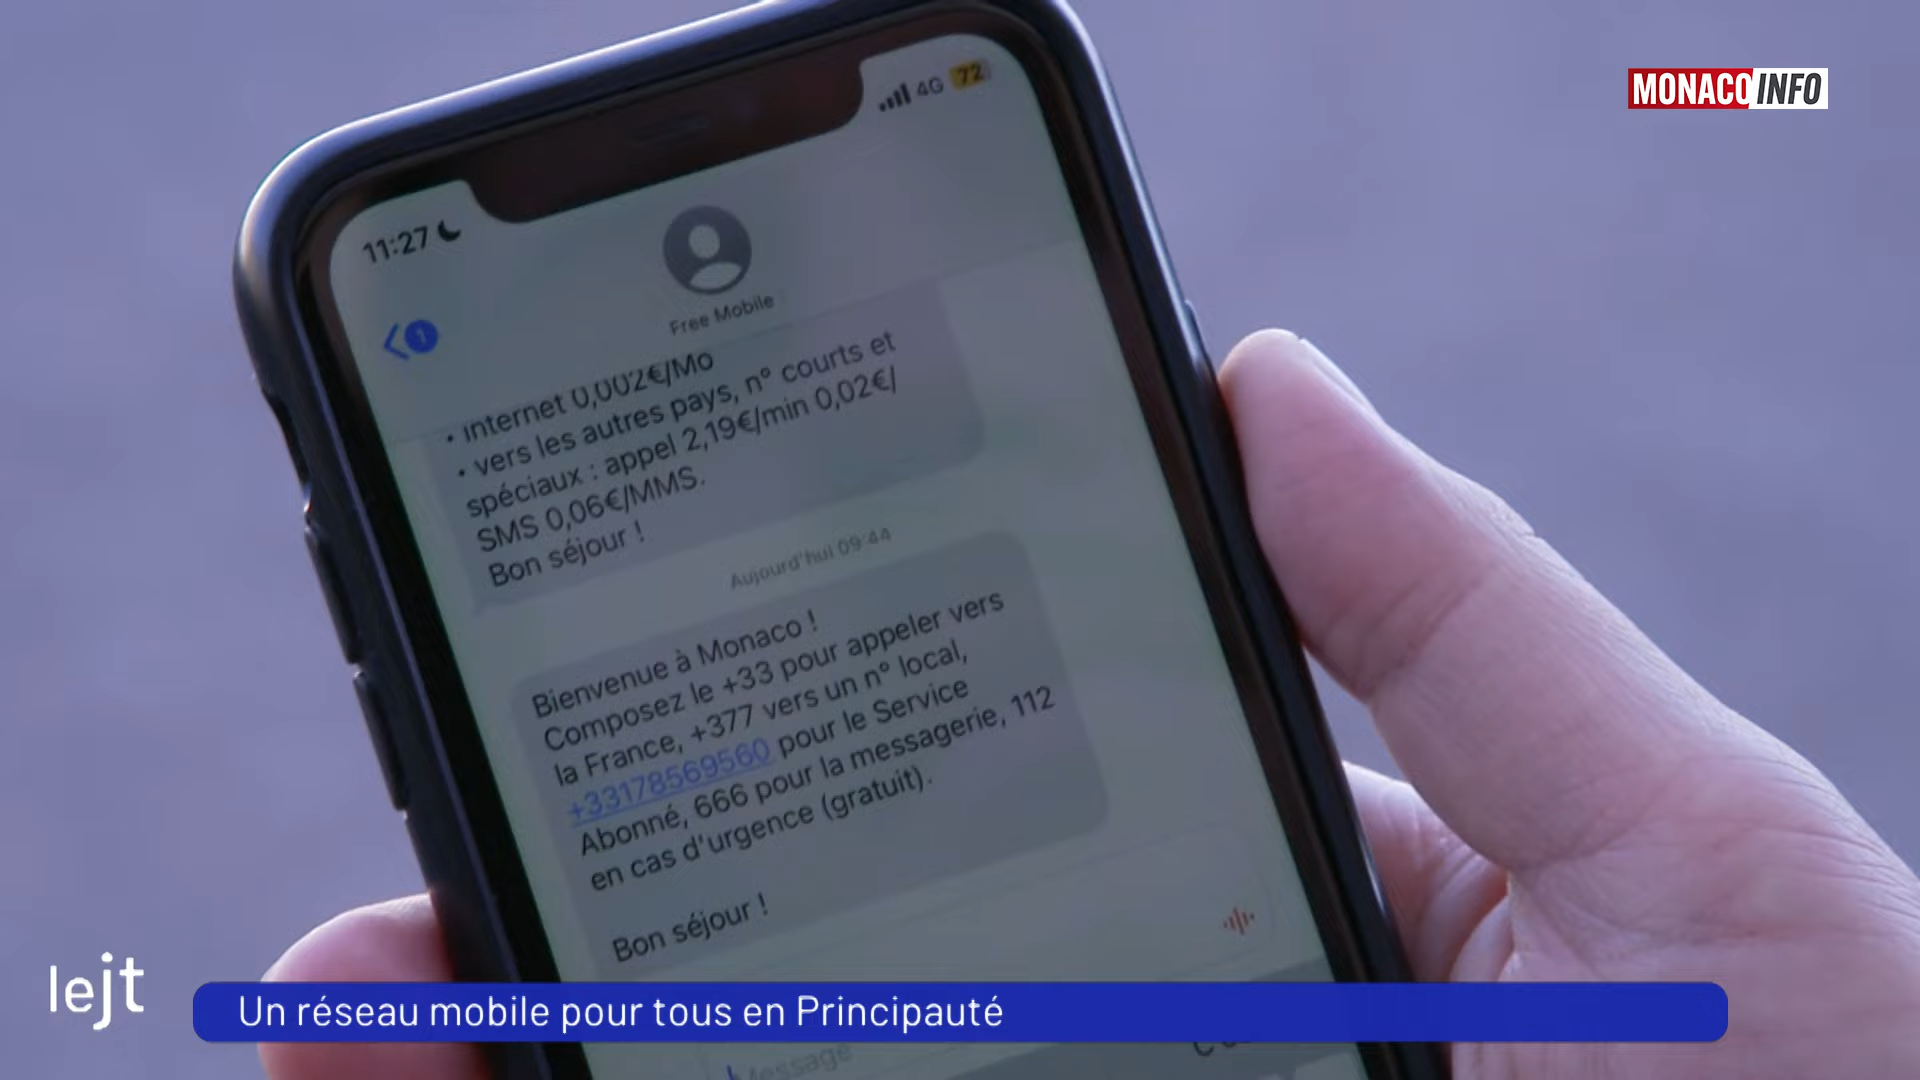 MONACO INFO
4G 72
11:27
1
Free Mobile
• internet 0,002€/Mo
• vers les autres pays, n° courts et
spéciaux : appel 2,19€/min 0,02€/
SMS 0,06€/MMS.
Bon séjour !
Aujourd'hui 09:44
Bienvenue à Monaco !
Composez le +33 pour appeler vers
la France, +377 vers un n° local,
+33178569560 pour le Service
Abonné, 666 pour la messagerie, 112
en cas d'urgence (gratuit).
Bon séjour !
lejt
Un réseau mobile pour tous en Principauté
Message